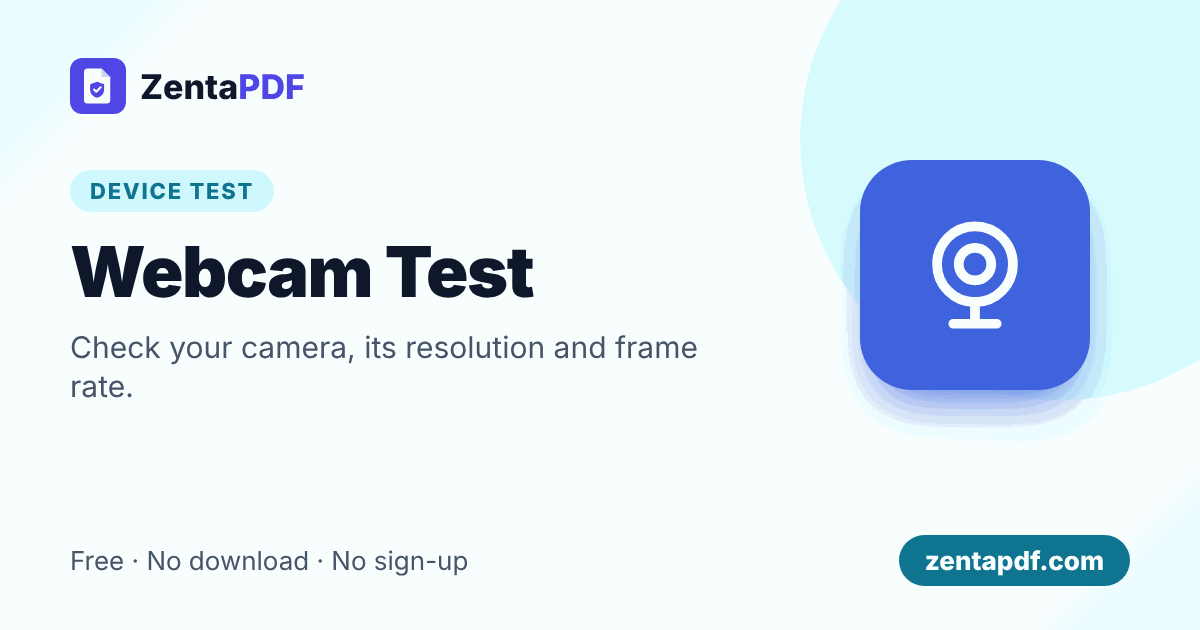 ZentaPDF
DEVICE TEST
Webcam Test
Check your camera, its resolution and frame
rate.
Free · No download · No sign-up
zentapdf.com